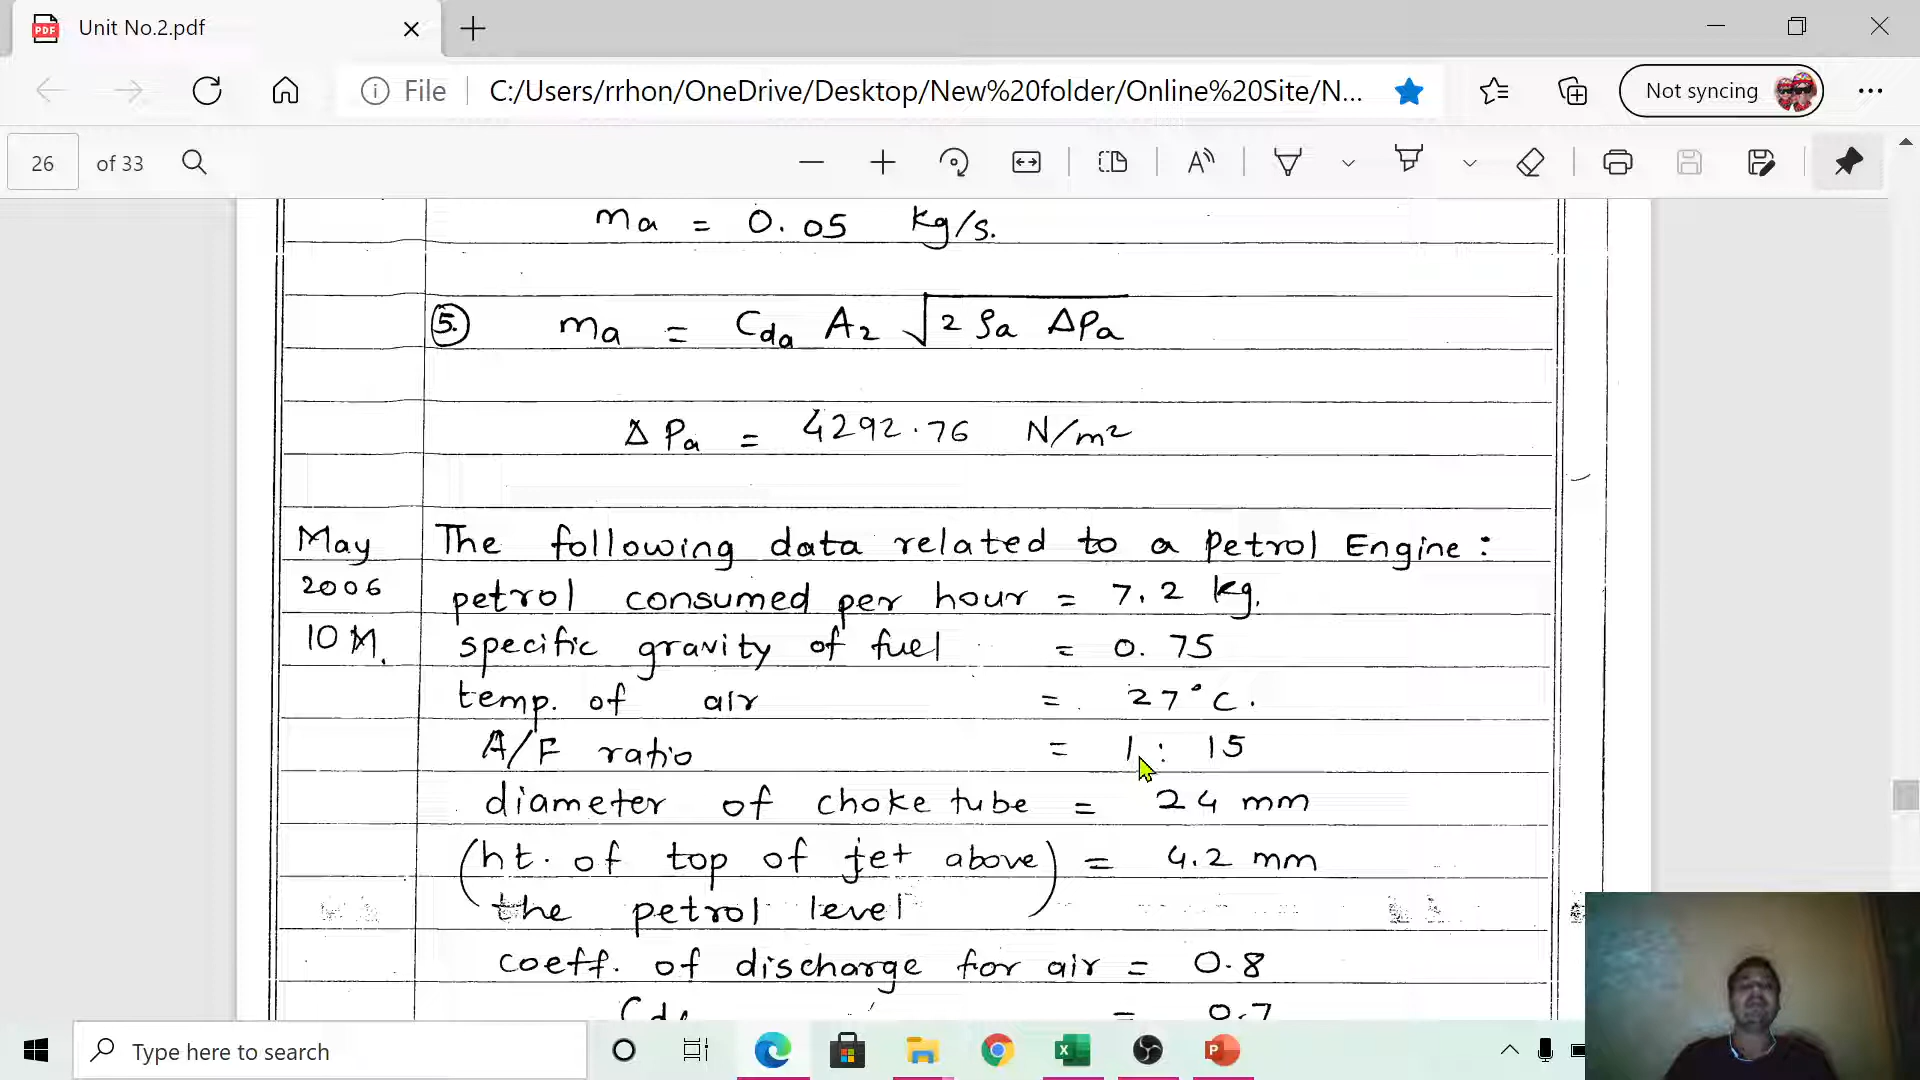 Unit No.2.pdf
File C:/Users/rrhon/OneDrive/Desktop/New%20folder/Online%20Site/N...
Not syncing
26 of 33
ma = 0.05 kg/s.
5. ma = Cda A2 √2 ρa ΔPa
Δ Pa = 4292.76 N/m²
May The following data related to a Petrol Engine :
2006 petrol consumed per hour = 7.2 kg.
10 M. specific gravity of fuel = 0.75
temp. of air = 27°C.
A/F ratio = 1 : 15
diameter of choke tube = 24 mm
(ht. of top of jet above) = 4.2 mm
the petrol level
coeff. of discharge for air = 0.8
Cdf = 0.7
Type here to search